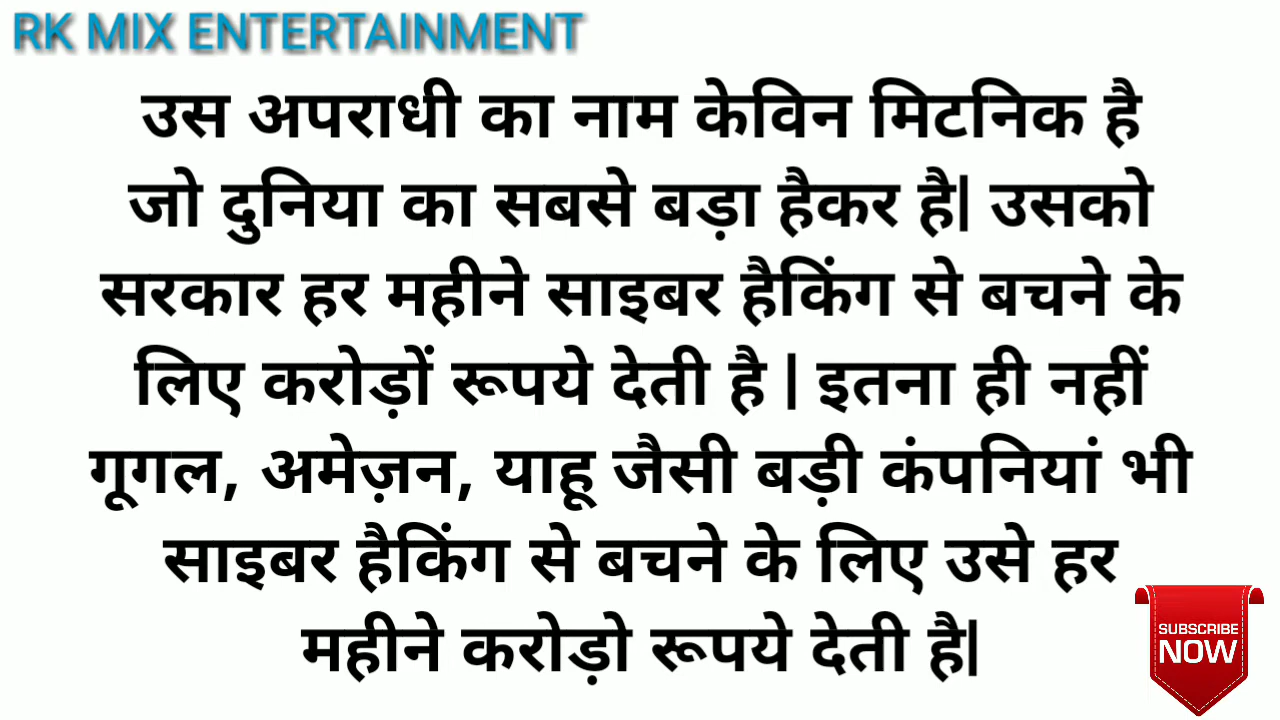 RK MIX ENTERTAINMENT
उस अपराधी का नाम केविन मिटनिक है
जो दुनिया का सबसे बड़ा हैकर है| उसको
सरकार हर महीने साइबर हैकिंग से बचने के
लिए करोड़ों रूपये देती है | इतना ही नहीं
गूगल, अमेज़न, याहू जैसी बड़ी कंपनियां भी
साइबर हैकिंग से बचने के लिए उसे हर
महीने करोड़ो रूपये देती है|
SUBSCRIBE
NOW